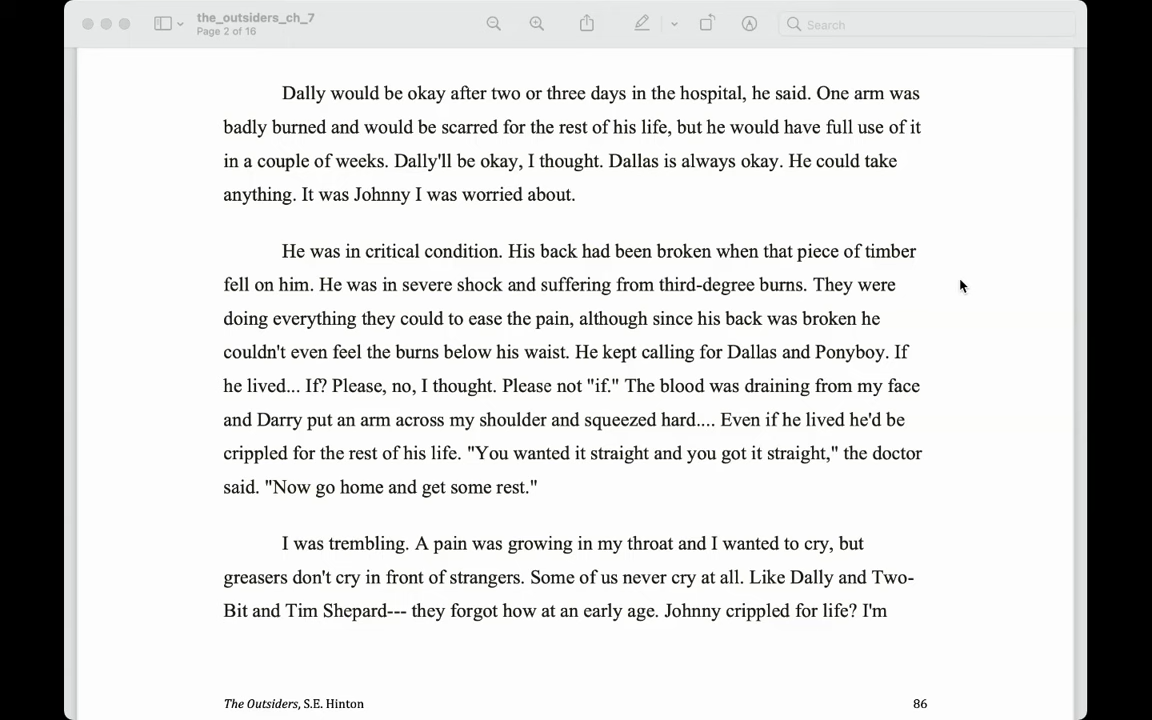 the_outsiders_ch_7
Page 2 of 16
Search
Dally would be okay after two or three days in the hospital, he said. One arm was
badly burned and would be scarred for the rest of his life, but he would have full use of it
in a couple of weeks. Dally'll be okay, I thought. Dallas is always okay. He could take
anything. It was Johnny I was worried about.
He was in critical condition. His back had been broken when that piece of timber
fell on him. He was in severe shock and suffering from third-degree burns. They were
doing everything they could to ease the pain, although since his back was broken he
couldn't even feel the burns below his waist. He kept calling for Dallas and Ponyboy. If
he lived... If? Please, no, I thought. Please not "if." The blood was draining from my face
and Darry put an arm across my shoulder and squeezed hard.... Even if he lived he'd be
crippled for the rest of his life. "You wanted it straight and you got it straight," the doctor
said. "Now go home and get some rest."
I was trembling. A pain was growing in my throat and I wanted to cry, but
greasers don't cry in front of strangers. Some of us never cry at all. Like Dally and Two-
Bit and Tim Shepard--- they forgot how at an early age. Johnny crippled for life? I'm
The Outsiders, S.E. Hinton 86